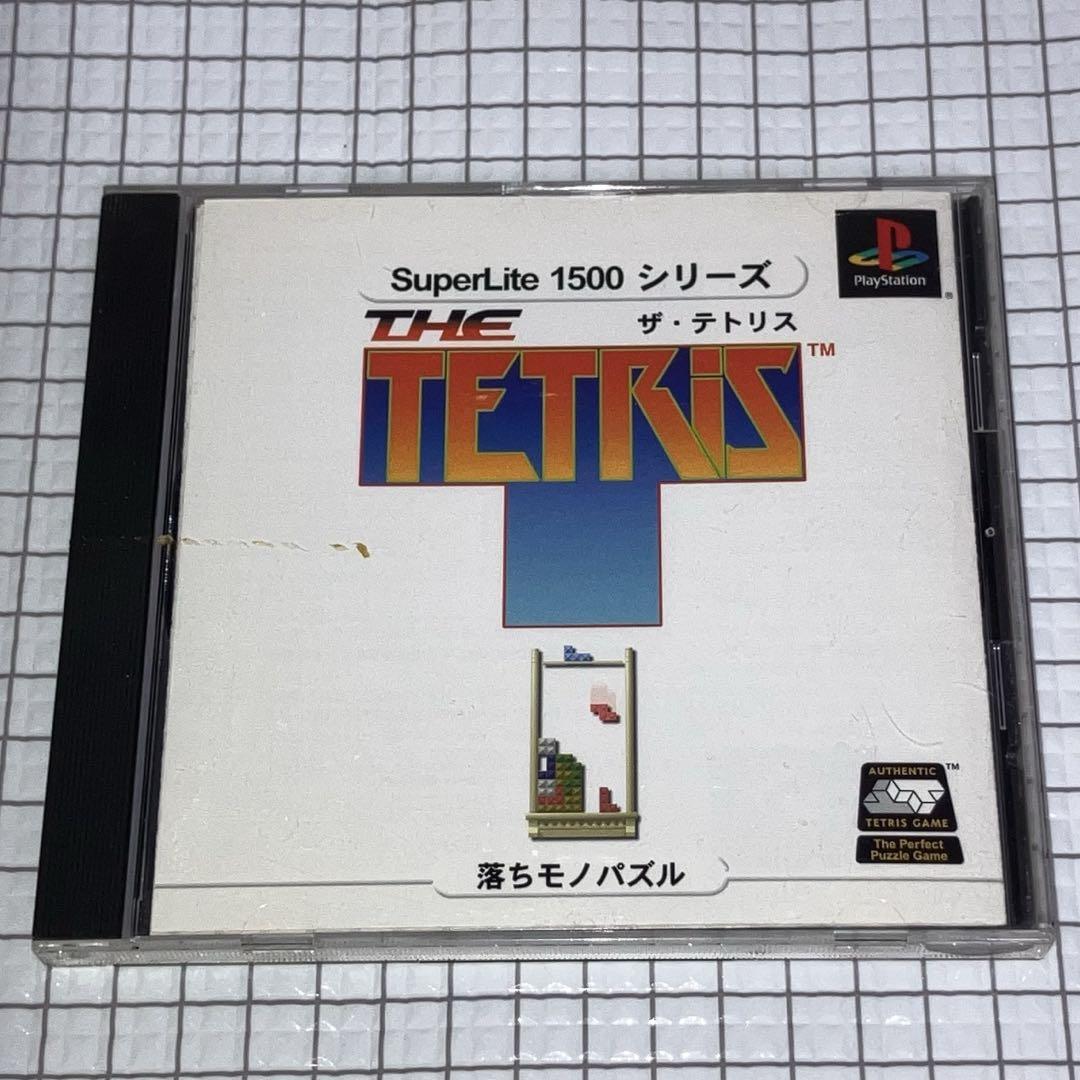 SuperLite 1500 シリーズ
PlayStation
®
THE
ザ・テトリス
TETRiS™
AUTHENTIC
TETRIS GAME
TM
The Perfect
Puzzle Game
落ちモノパズル